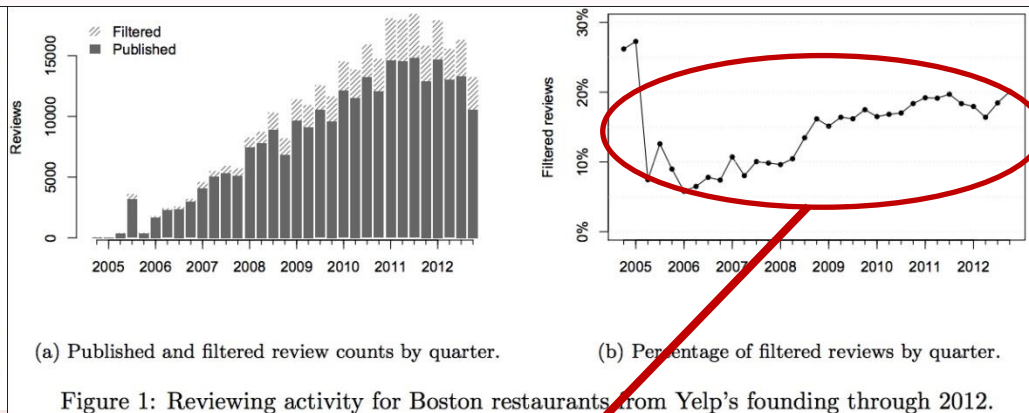 Filtered
Published
Reviews
15000
10000
5000
0
2005 2006 2007 2008 2009 2010 2011 2012
(a) Published and filtered review counts by quarter.
Filtered reviews
30%
20%
10%
0%
2005 2006 2007 2008 2009 2010 2011 2012
(b) Percentage of filtered reviews by quarter.
Figure 1: Reviewing activity for Boston restaurants from Yelp's founding through 2012.